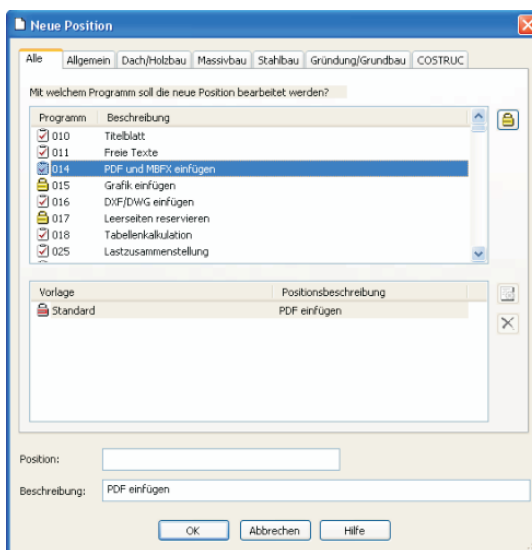 Neue Position
Alle Allgemein Dach/Holzbau Massivbau Stahlbau Gründung/Grundbau COSTRUC
Mit welchem Programm soll die neue Position bearbeitet werden?
Programm Beschreibung
010 Titelblatt
011 Freie Texte
014 PDF und MBFX einfügen
015 Grafik einfügen
016 DXF/DWG einfügen
017 Leerseiten reservieren
018 Tabellenkalkulation
025 Lastzusammenstellung
Vorlage Positionsbeschreibung
Standard PDF einfügen
Position:
Beschreibung: PDF einfügen
OK Abbrechen Hilfe